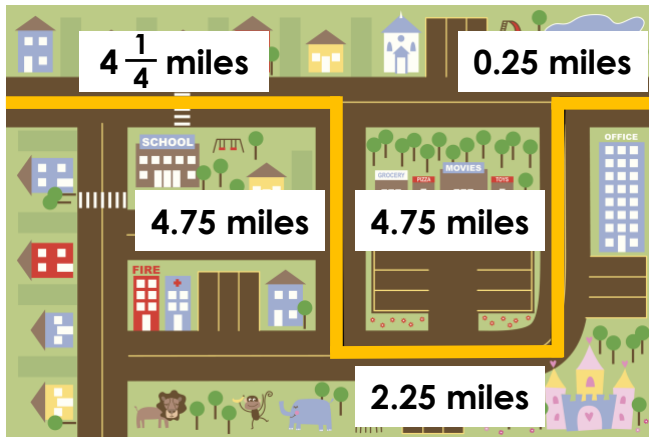 4 1/4 miles
0.25 miles
SCHOOL
OFFICE
MOVIES
GROCERY
PIZZA
TOYS
4.75 miles
4.75 miles
FIRE
2.25 miles